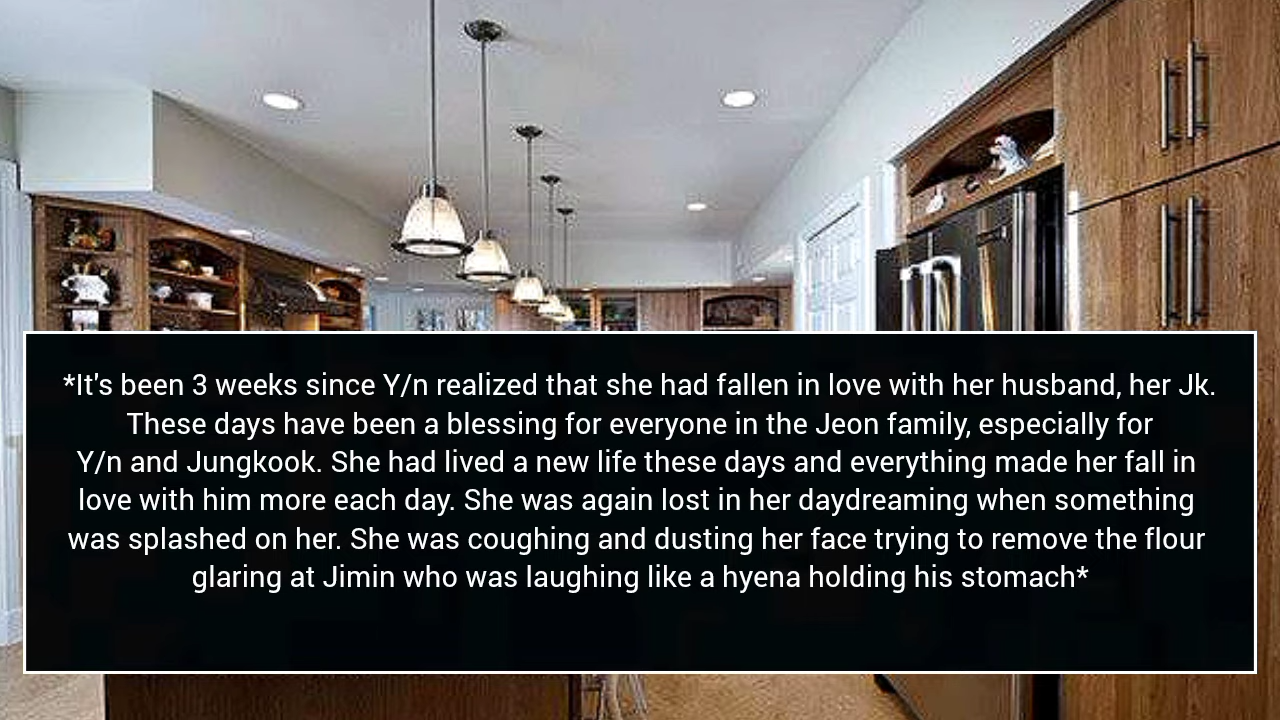 *It's been 3 weeks since Y/n realized that she had fallen in love with her husband, her Jk.
These days have been a blessing for everyone in the Jeon family, especially for
Y/n and Jungkook. She had lived a new life these days and everything made her fall in
love with him more each day. She was again lost in her daydreaming when something
was splashed on her. She was coughing and dusting her face trying to remove the flour
glaring at Jimin who was laughing like a hyena holding his stomach*